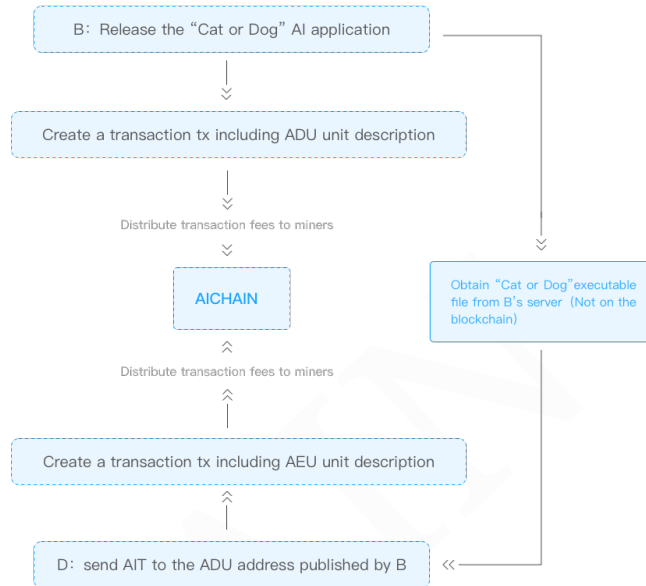 B: Release the “Cat or Dog” AI application
Create a transaction tx including ADU unit description
Distribute transaction fees to miners
AICHAIN
Obtain “Cat or Dog”executable
file from B's server (Not on the
blockchain)
Distribute transaction fees to miners
Create a transaction tx including AEU unit description
D: send AIT to the ADU address published by B